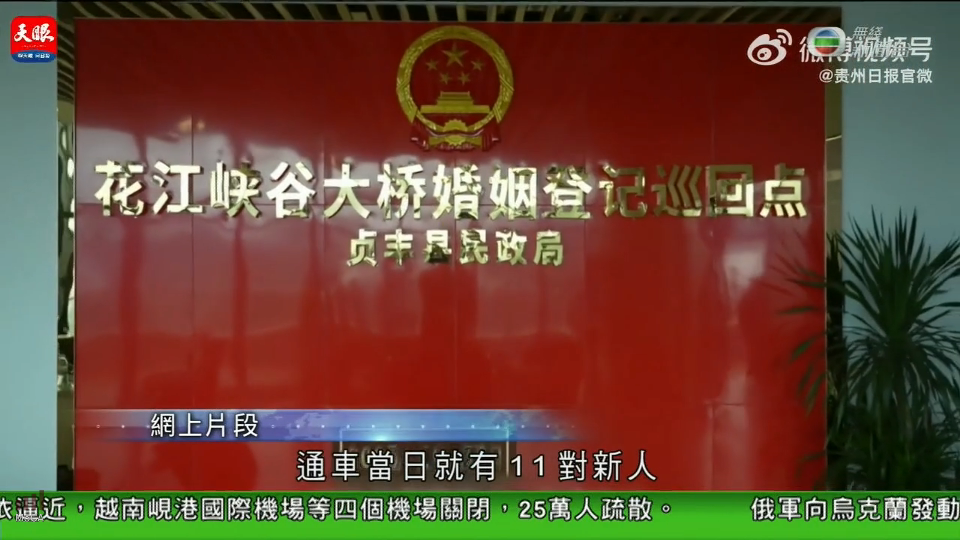 天眼
微博视频号
無綫
@贵州日报官微
花江峡谷大桥婚姻登记巡回点
贞丰县民政局
網上片段
通車當日就有11對新人
越南峴港國際機場等四個機場關閉，25萬人疏散。 俄軍向烏克蘭發動